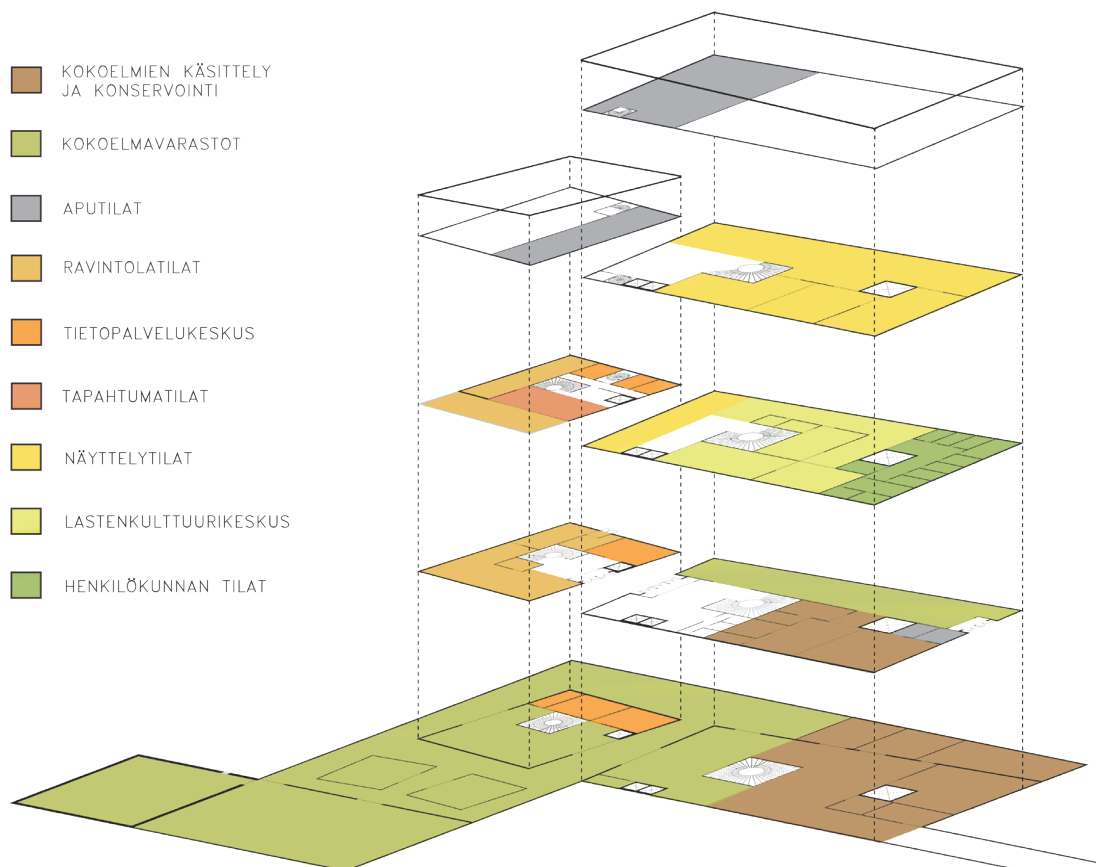 KOKOELMIEN KÄSITTELY
JA KONSERVOINTI
KOKOELMAVARASTOT
APUTILAT
RAVINTOLATILAT
TIETOPALVELUKESKUS
TAPAHTUMATILAT
NÄYTTELYTILAT
LASTENKULTTUURIKESKUS
HENKILÖKUNNAN TILAT